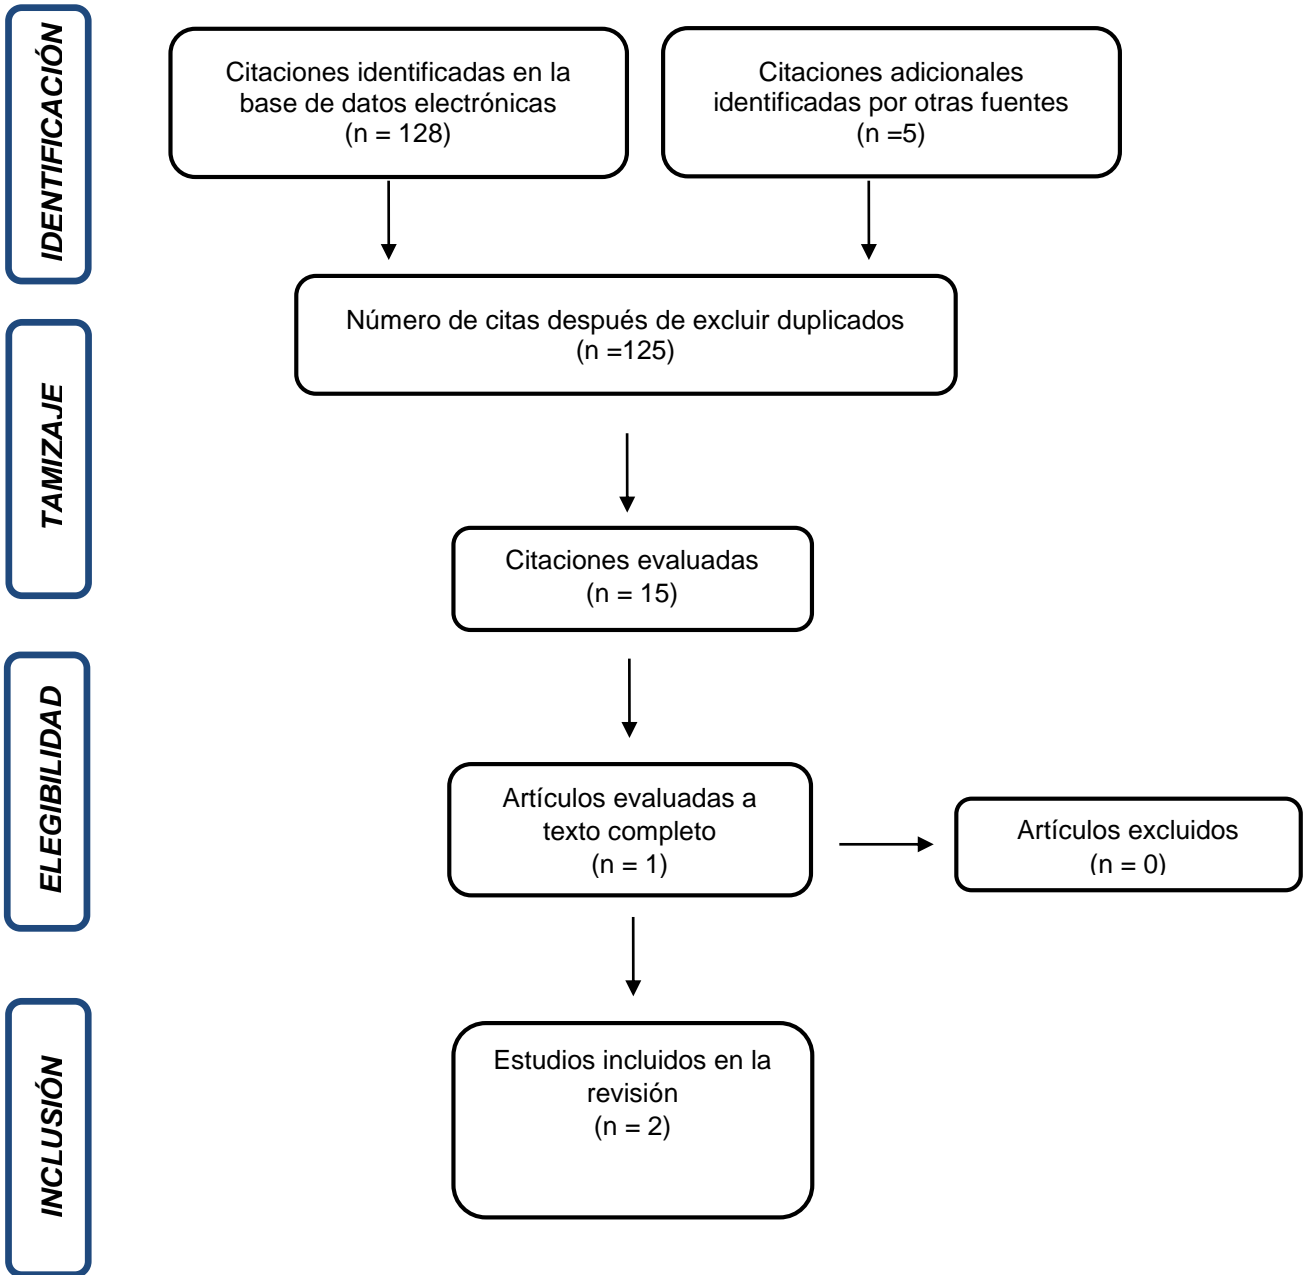 IDENTIFICACIÓN
Citaciones identificadas en la
base de datos electrónicas
(n = 128)
Citaciones adicionales
identificadas por otras fuentes
(n =5)
Número de citas después de excluir duplicados
(n =125)
TAMIZAJE
Citaciones evaluadas
(n = 15)
ELEGIBILIDAD
Artículos evaluadas a
texto completo
(n = 1)
Artículos excluidos
(n = 0)
INCLUSIÓN
Estudios incluidos en la
revisión
(n = 2)